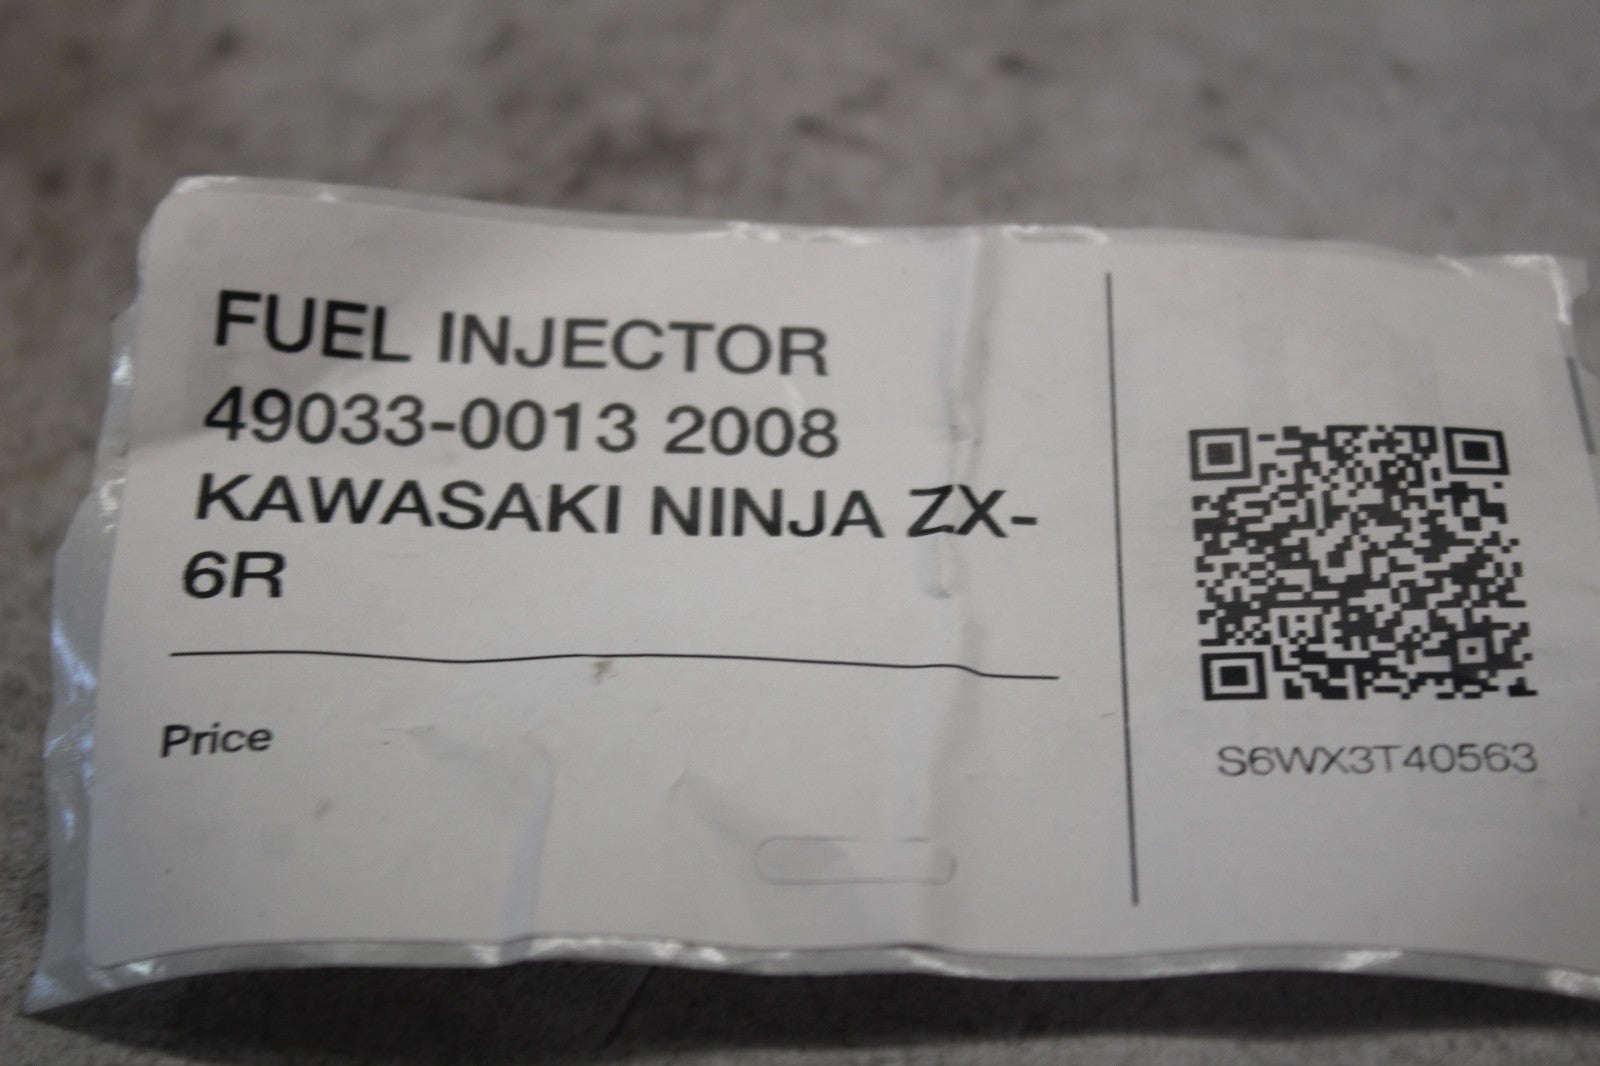 FUEL INJECTOR
49033-0013 2008
KAWASAKI NINJA ZX-
6R
Price
S6WX3T40563